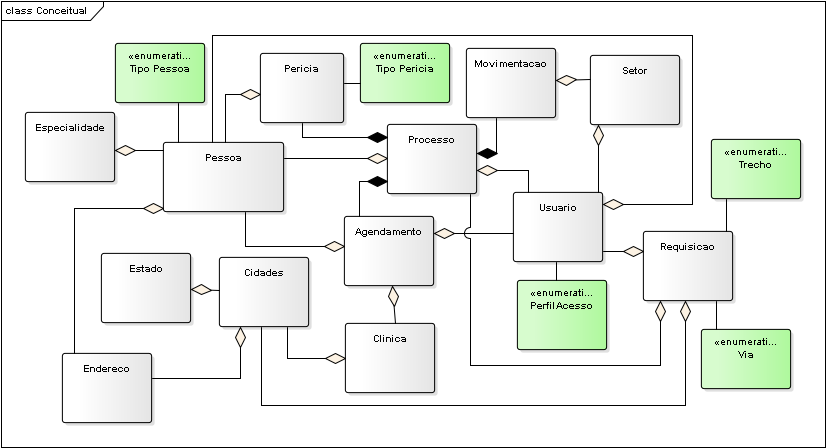 class Conceitual
«enumerati...
Tipo Pessoa
Pericia
«enumerati...
Tipo Pericia
Movimentacao
Setor
Especialidade
Pessoa
Processo
«enumerati...
Trecho
Usuario
Agendamento
Requisicao
Estado
Cidades
«enumerati...
PerfilAcesso
Endereco
Clinica
«enumerati...
Via